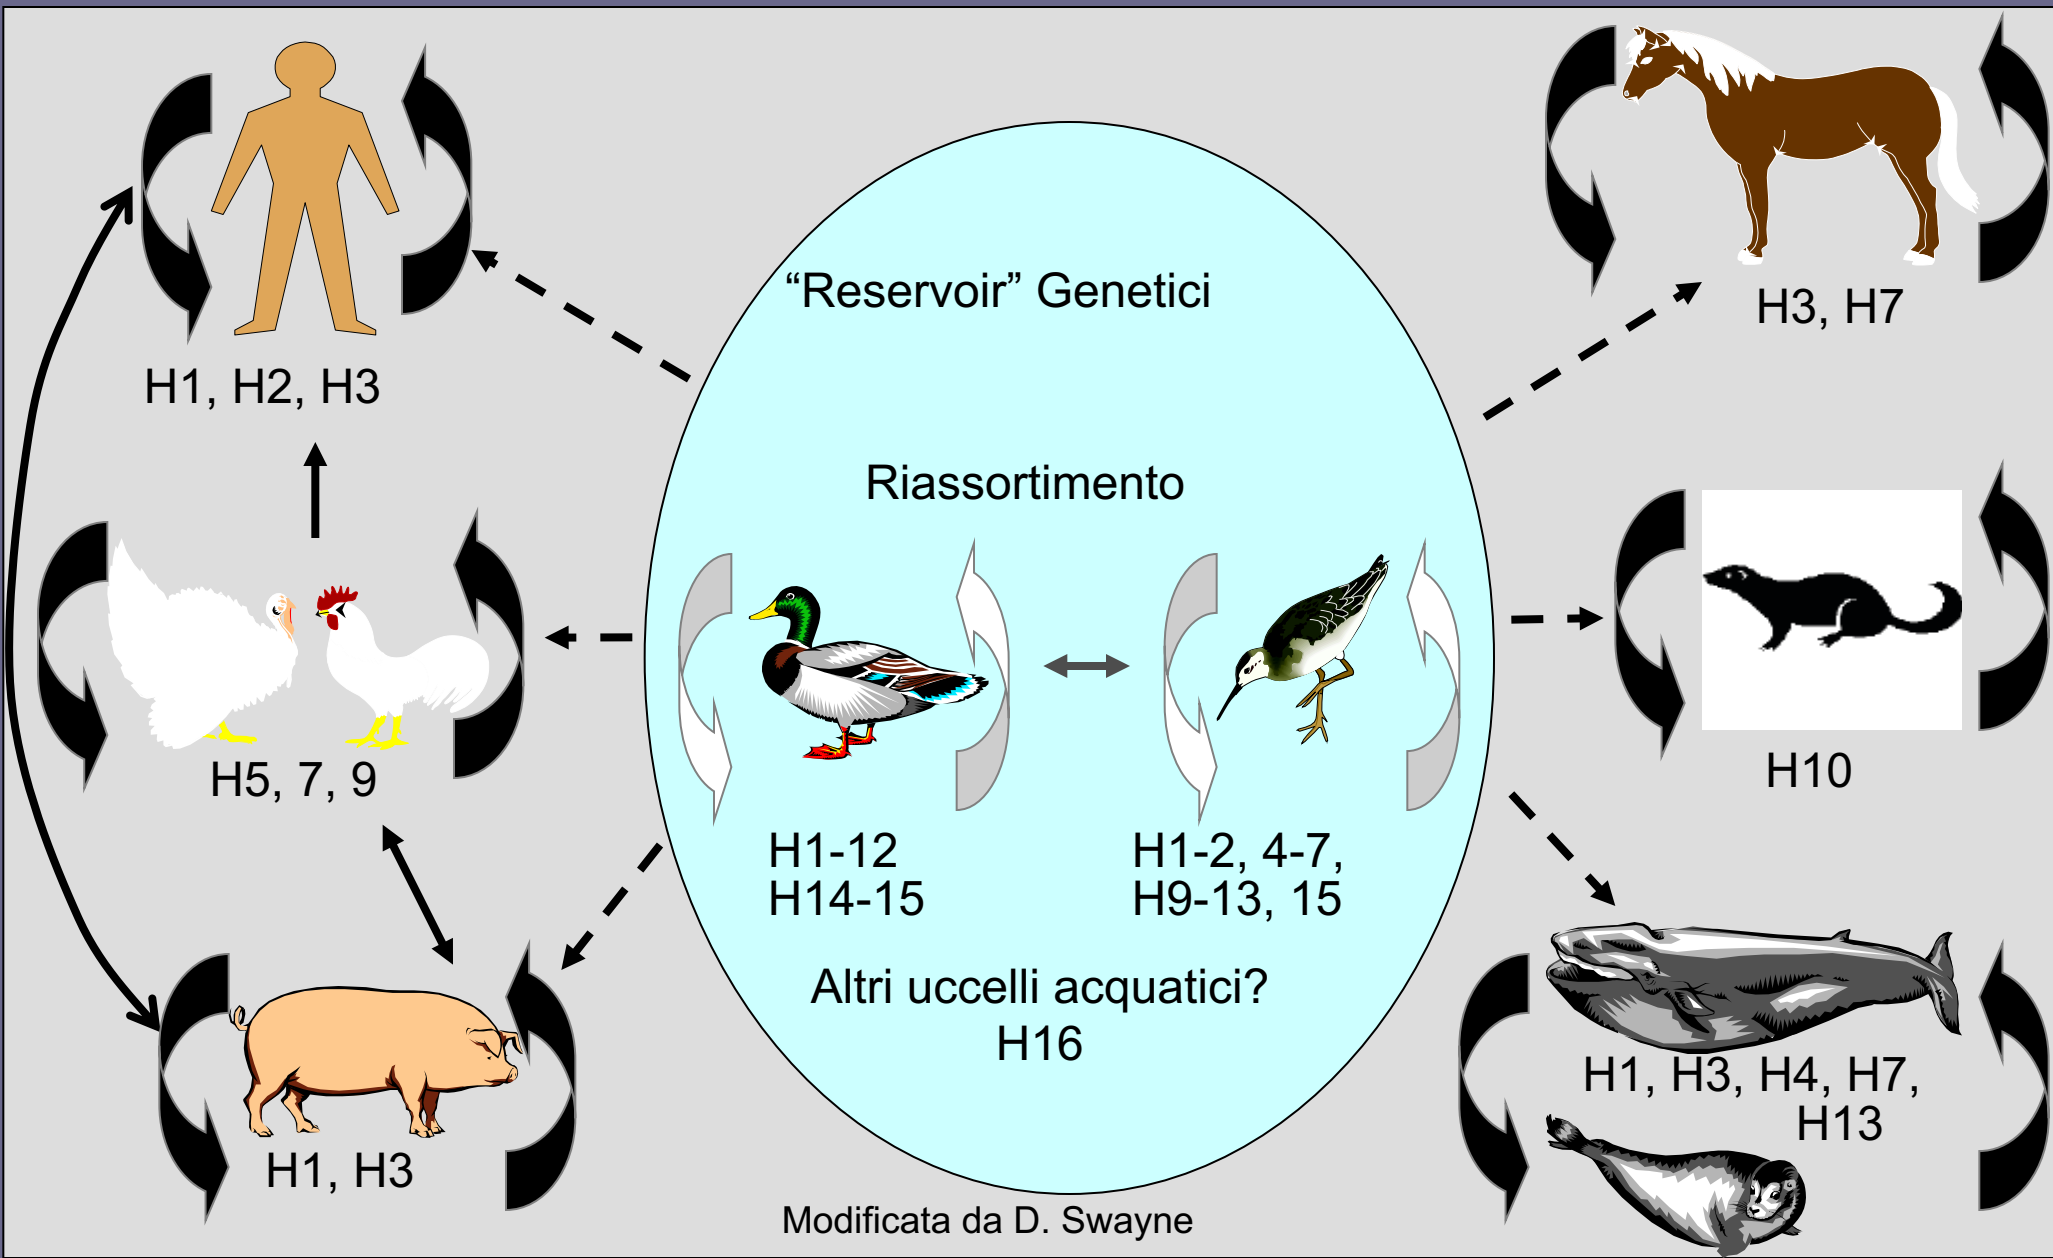 “Reservoir” Genetici
H3, H7
H1, H2, H3
Riassortimento
H5, 7, 9
H10
H1-12
H14-15
H1-2, 4-7,
H9-13, 15
Altri uccelli acquatici?
H16
H1, H3, H4, H7,
H13
H1, H3
Modificata da D. Swayne